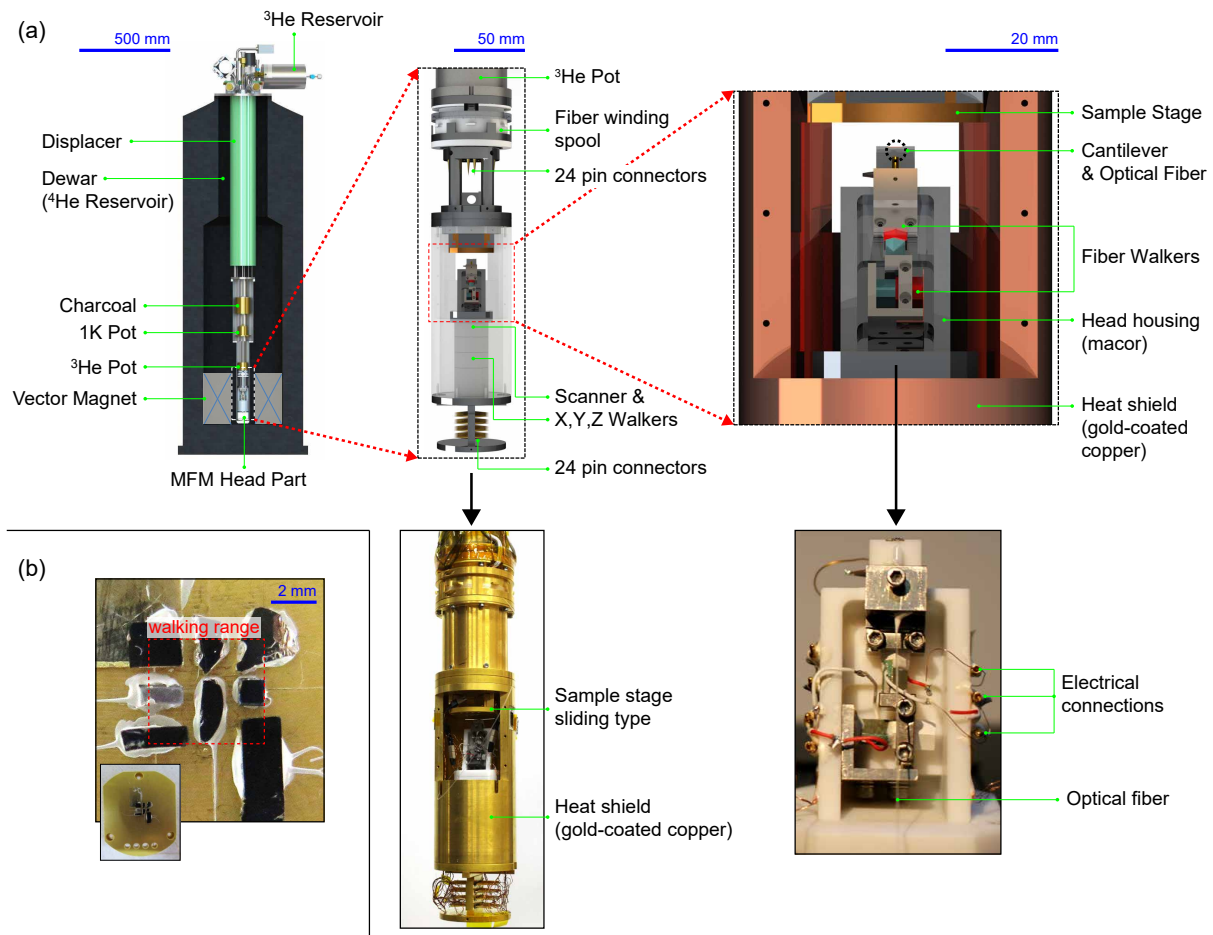 (a)
500 mm
³He Reservoir
Displacer
Dewar
(⁴He Reservoir)
Charcoal
1K Pot
³He Pot
Vector Magnet
MFM Head Part
50 mm
³He Pot
Fiber winding
spool
24 pin connectors
Scanner &
X,Y,Z Walkers
24 pin connectors
20 mm
Sample Stage
Cantilever
& Optical Fiber
Fiber Walkers
Head housing
(macor)
Heat shield
(gold-coated
copper)
(b)
2 mm
walking range
Sample stage
sliding type
Heat shield
(gold-coated copper)
Electrical
connections
Optical fiber